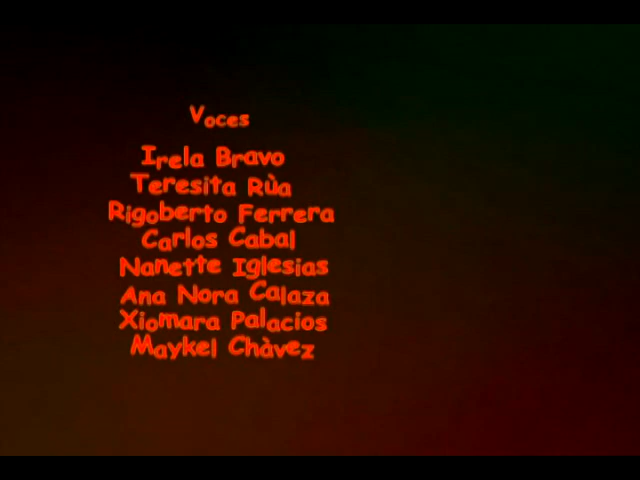 Voces
Irela Bravo
Teresita Rùa
Rigoberto Ferrera
Carlos Cabal
Nanette Iglesias
Ana Nora Calaza
Xiomara Palacios
Maykel Chàvez